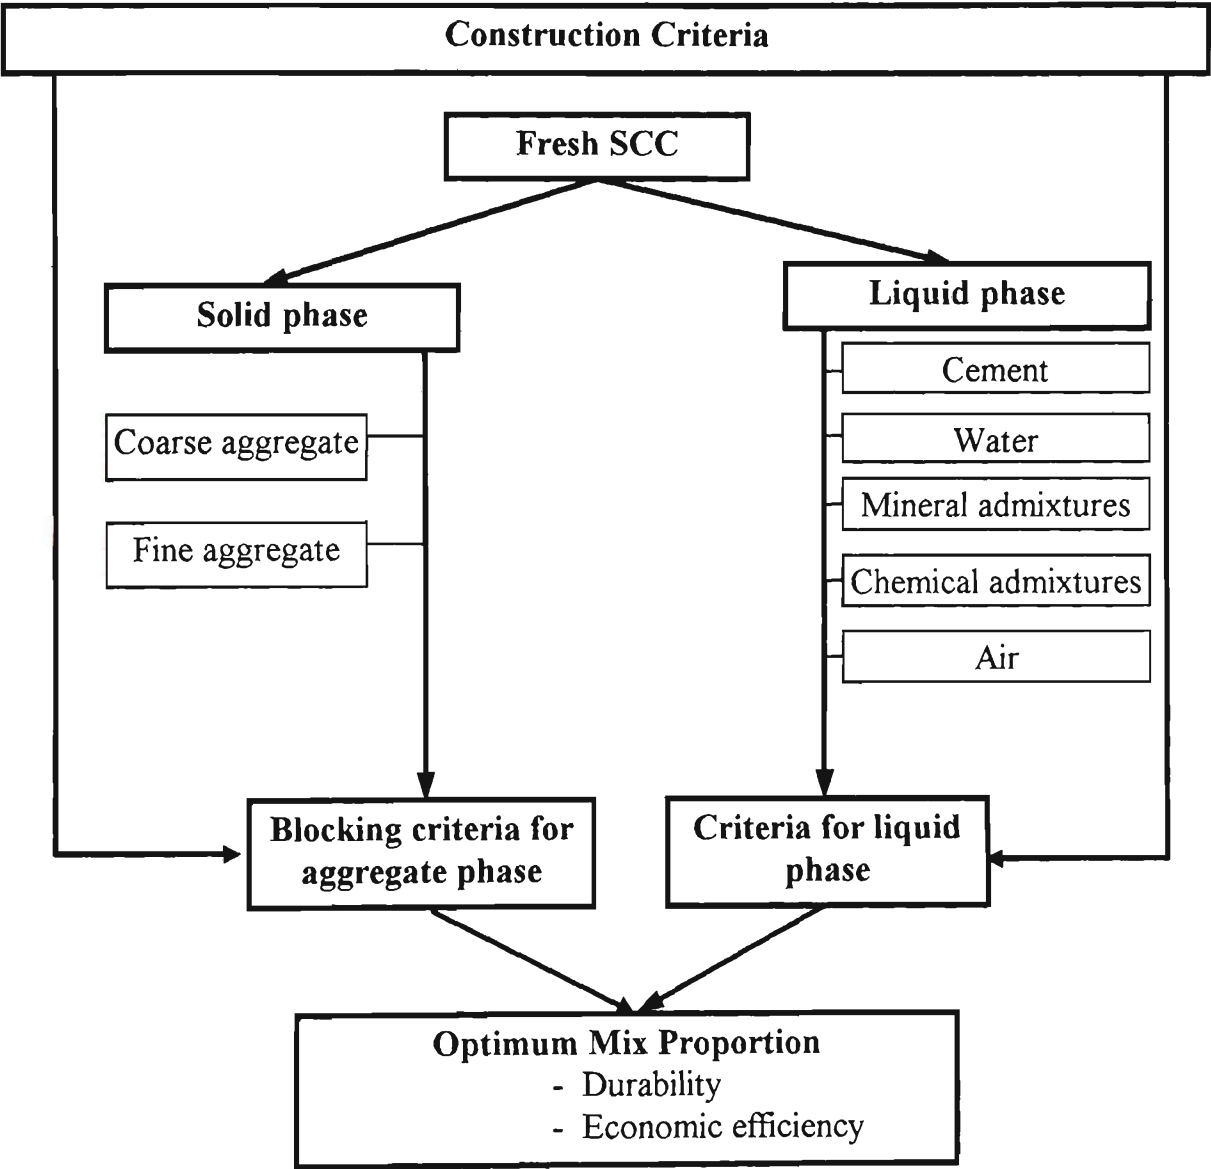 Construction Criteria
Fresh SCC
Solid phase
Coarse aggregate
Fine aggregate
Liquid phase
Cement
Water
Mineral admixtures
Chemical admixtures
Air
Blocking criteria for
aggregate phase
Criteria for liquid
phase
Optimum Mix Proportion
- Durability
- Economic efficiency